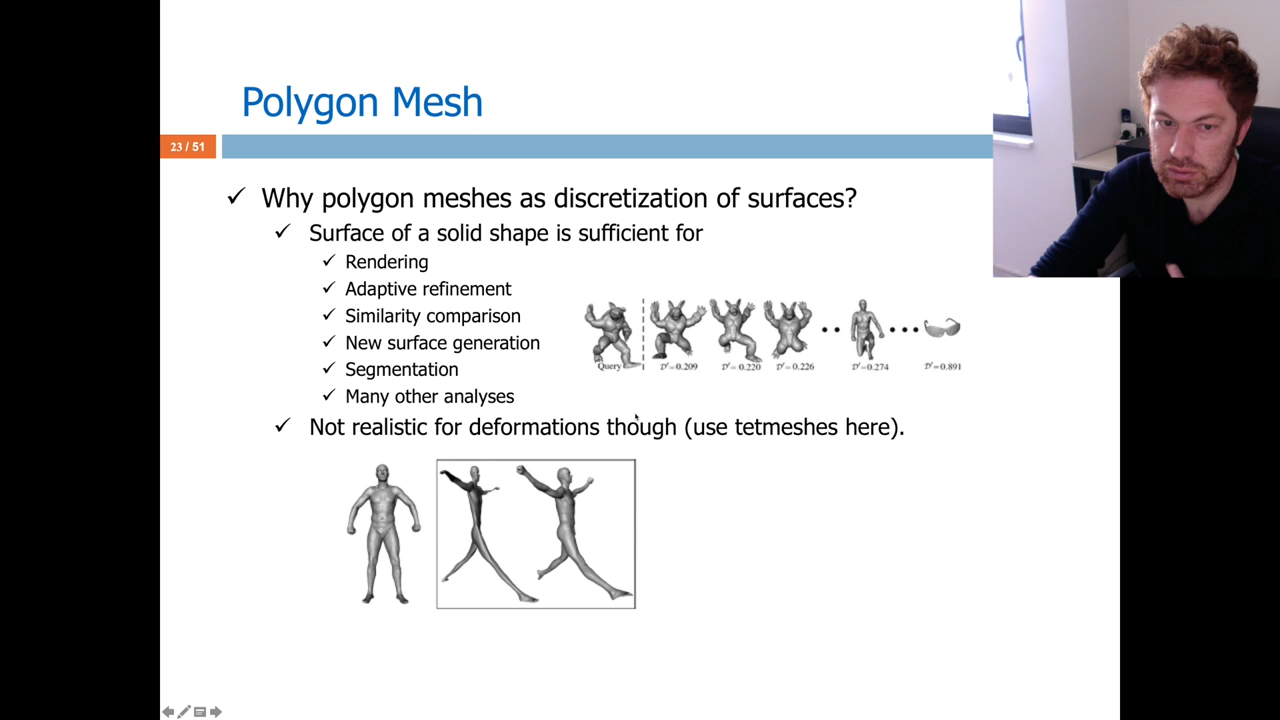 Polygon Mesh
23 / 51
✓ Why polygon meshes as discretization of surfaces?
✓ Surface of a solid shape is sufficient for
✓ Rendering
✓ Adaptive refinement
✓ Similarity comparison
✓ New surface generation
✓ Segmentation
✓ Many other analyses
Query D'=0.209 D'=0.220 D'=0.226 D'=0.274 D'=0.891
✓ Not realistic for deformations though (use tetmeshes here).